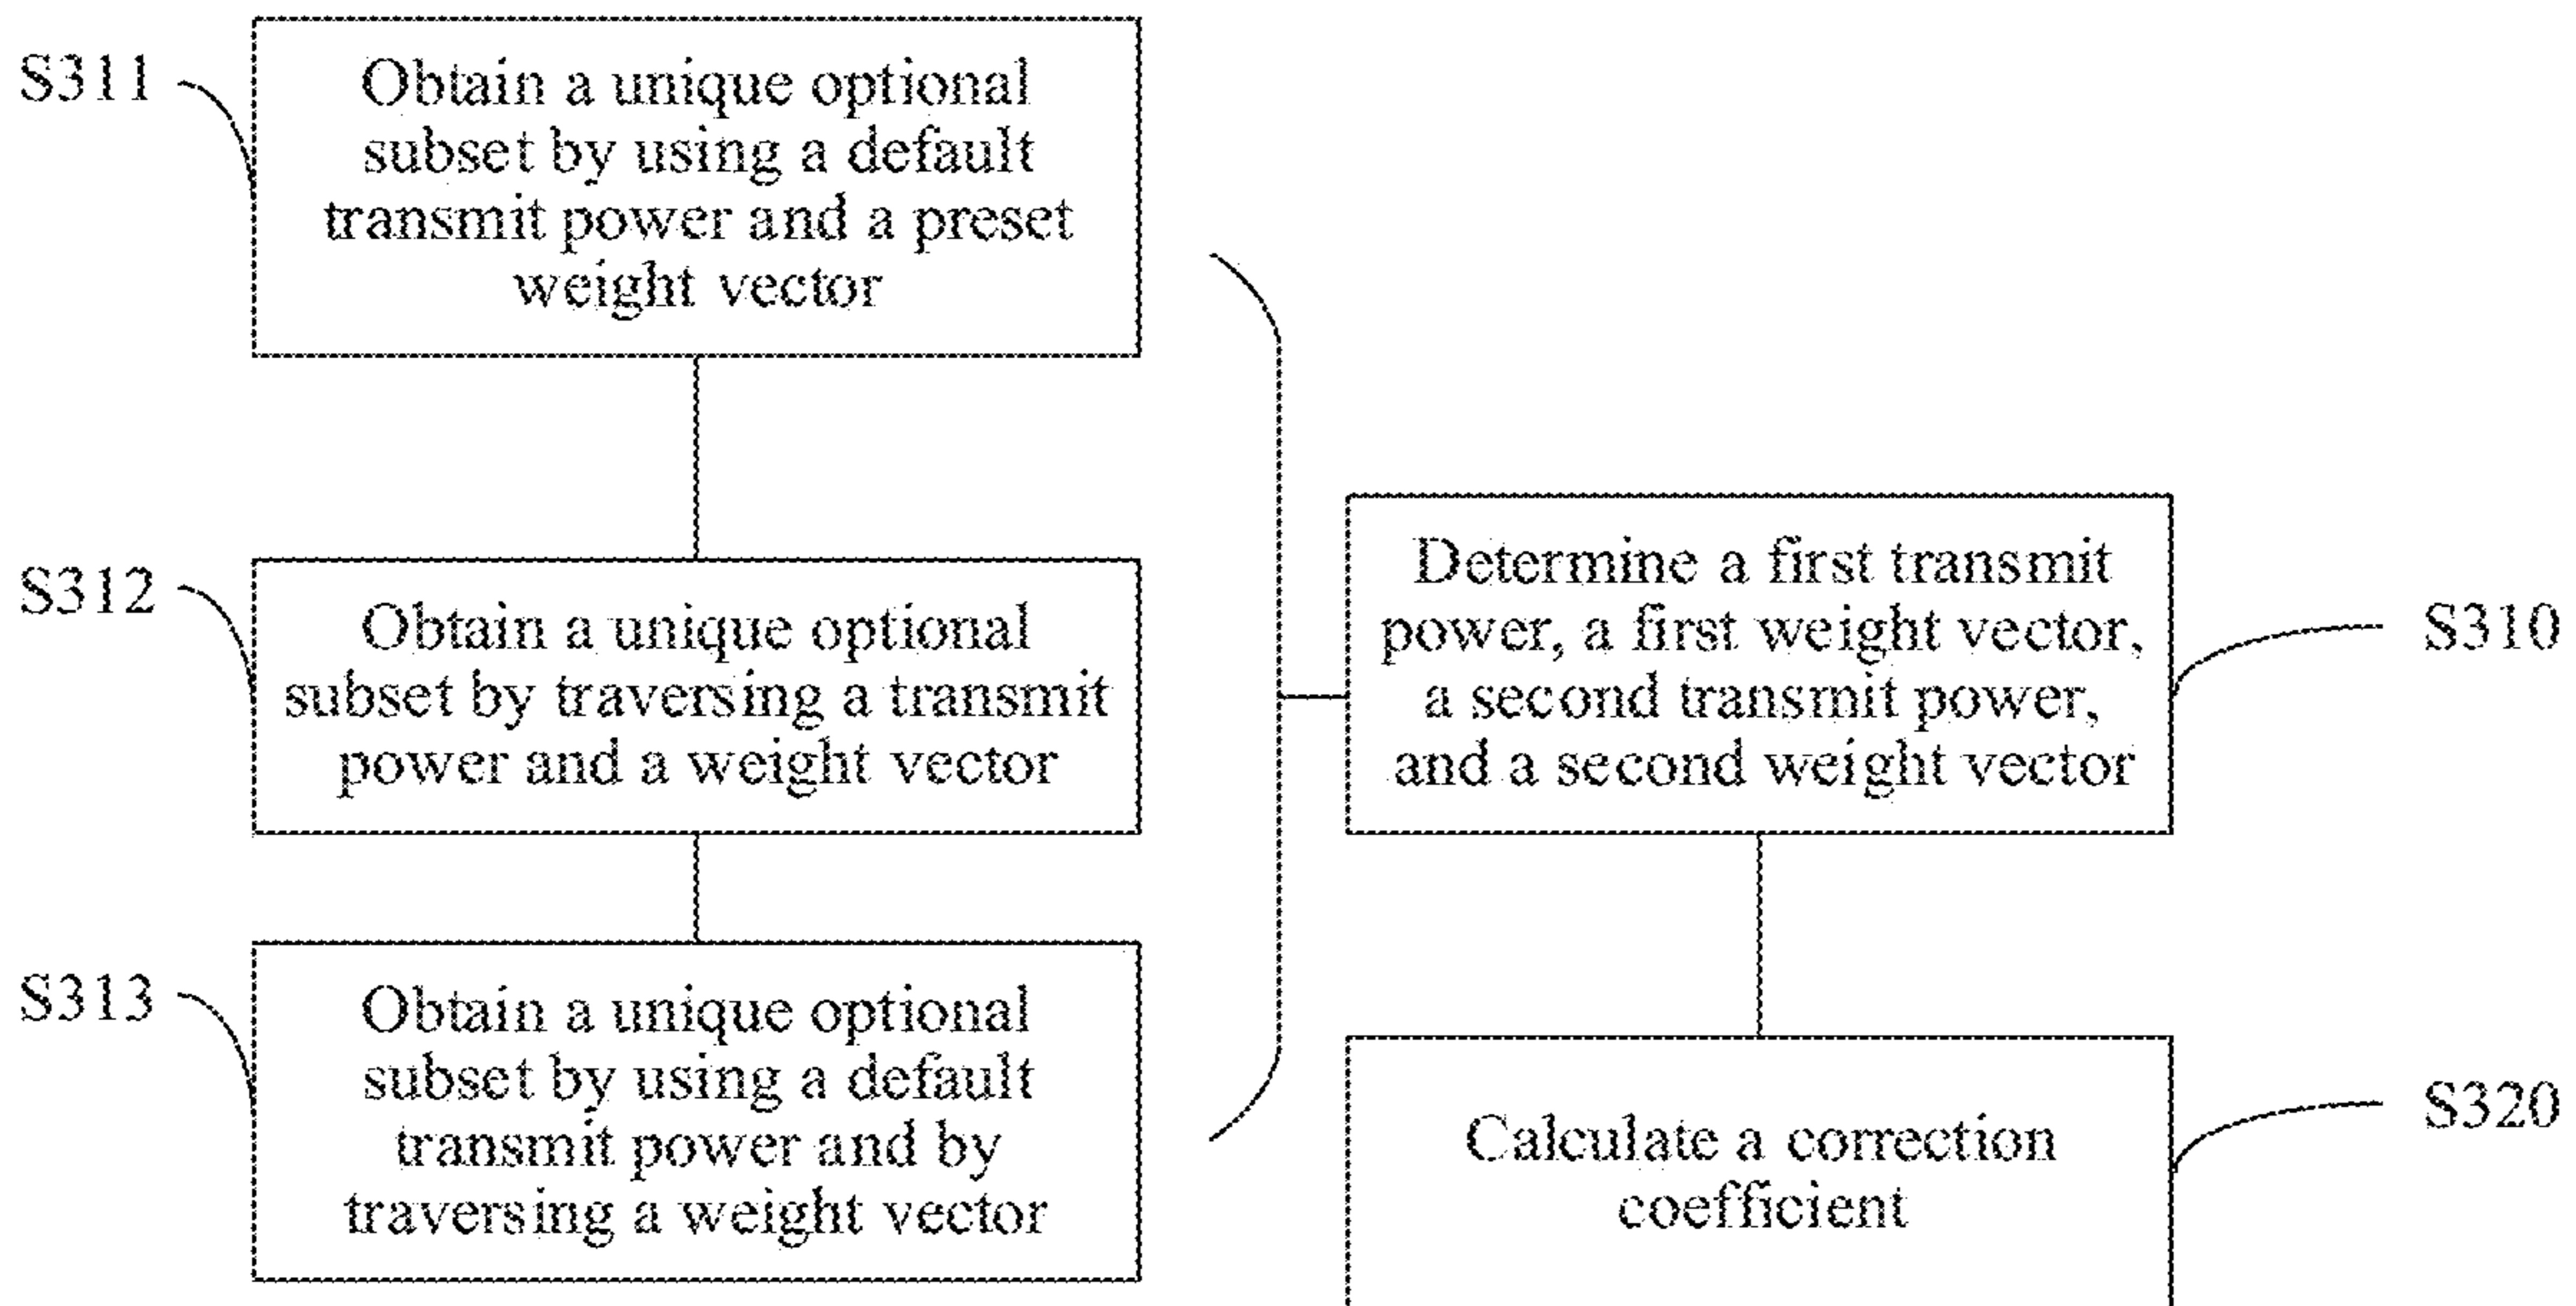 S311
Obtain a unique optional
subset by using a default
transmit power and a preset
weight vector
S312
Obtain a unique optional
subset by traversing a transmit
power and a weight vector
S313
Obtain a unique optional
subset by using a default
transmit power and by
traversing a weight vector
Determine a first transmit
power, a first weight vector,
a second transmit power,
and a second weight vector
S310
Calculate a correction
coefficient
S320